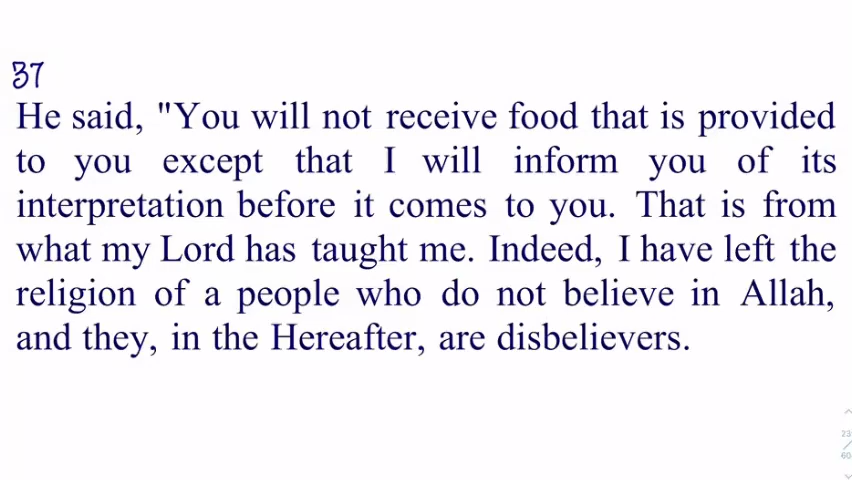 37
He said, "You will not receive food that is provided
to you except that I will inform you of its
interpretation before it comes to you. That is from
what my Lord has taught me. Indeed, I have left the
religion of a people who do not believe in Allah,
and they, in the Hereafter, are disbelievers.
23
60